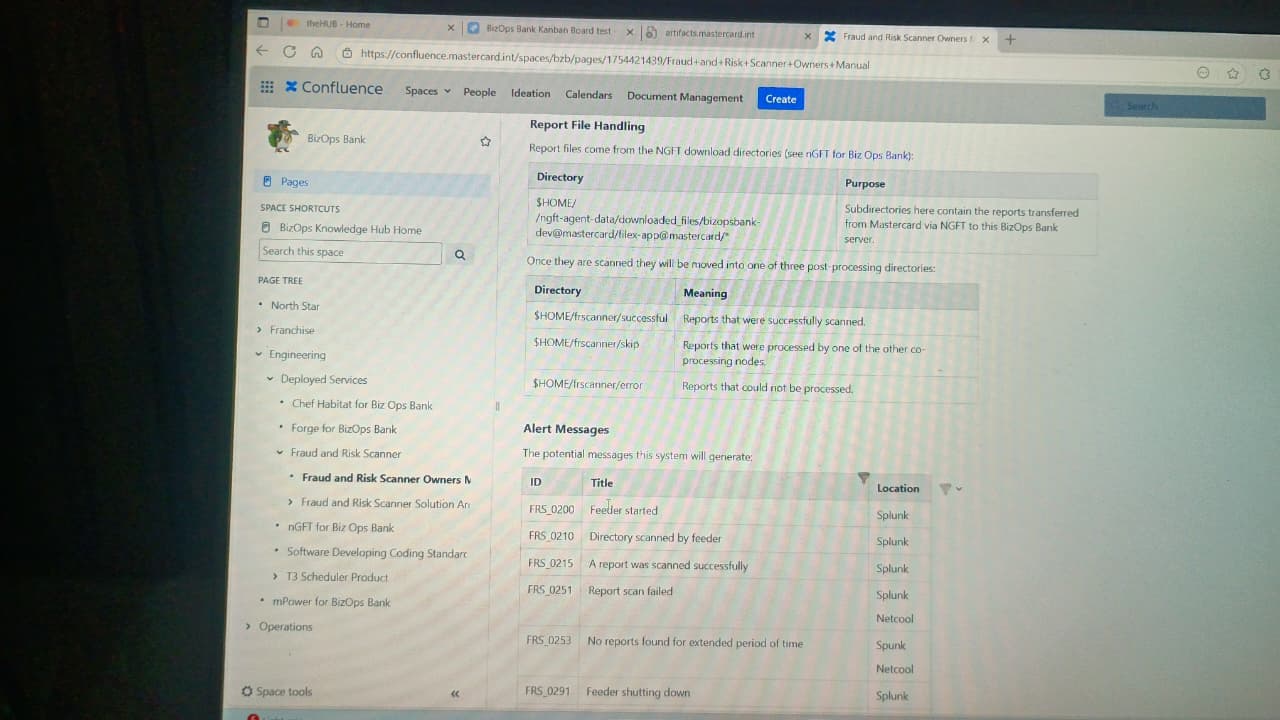 theHUB - Home
BizOps Bank Kanban Board test
artifacts.mastercard.int
Fraud and Risk Scanner Owners
https://confluence.mastercard.int/spaces/bzb/pages/1754421439/Fraud+and+Risk+Scanner+Owners+Manual
Confluence
Spaces
People
Ideation
Calendars
Document Management
Create
Search
BizOps Bank
Pages
SPACE SHORTCUTS
BizOps Knowledge Hub Home
Search this space
PAGE TREE
North Star
Franchise
Engineering
Deployed Services
Chef Habitat for Biz Ops Bank
Forge for BizOps Bank
Fraud and Risk Scanner
Fraud and Risk Scanner Owners M
Fraud and Risk Scanner Solution Arc
nGFT for Biz Ops Bank
Software Developing Coding Standard
T3 Scheduler Product
mPower for BizOps Bank
Operations
Space tools
Report File Handling
Report files come from the NGFT download directories (see nGFT for Biz Ops Bank):
Directory Purpose
$HOME/
/ngft-agent-data/downloaded_files/bizopsbank-
dev@mastercard/filex-app@mastercard/*
Subdirectories here contain the reports transferred
from Mastercard via NGFT to this BizOps Bank
server.
Once they are scanned they will be moved into one of three post-processing directories:
Directory Meaning
$HOME/frscanner/successful Reports that were successfully scanned.
$HOME/frscanner/skip Reports that were processed by one of the other co-
processing nodes.
$HOME/frscanner/error Reports that could not be processed.
Alert Messages
The potential messages this system will generate:
ID Title Location
FRS_0200 Feeder started Splunk
FRS_0210 Directory scanned by feeder Splunk
FRS_0215 A report was scanned successfully Splunk
FRS_0251 Report scan failed Splunk
Netcool
FRS_0253 No reports found for extended period of time Spunk
Netcool
FRS_0291 Feeder shutting down Splunk